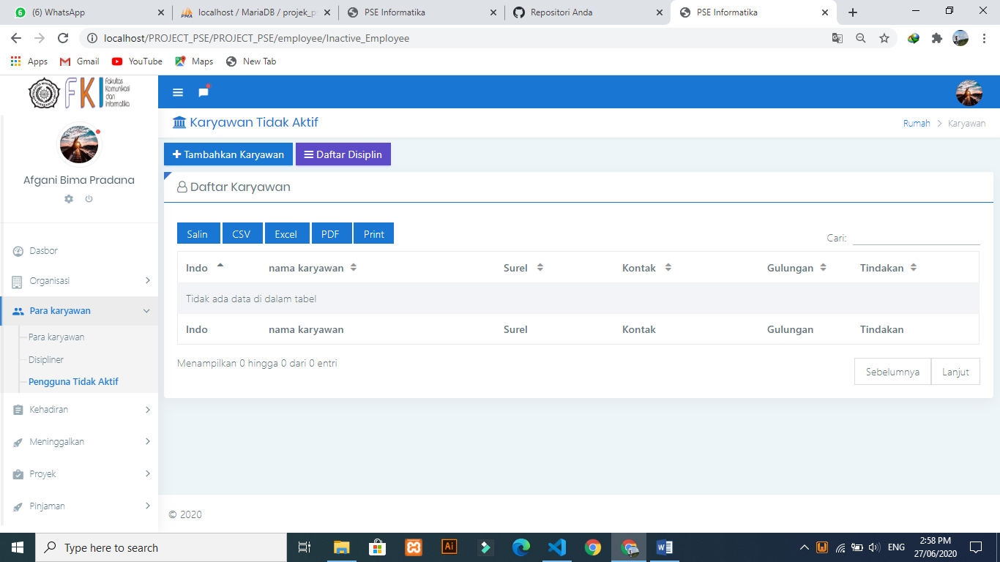 (6) WhatsApp
localhost / MariaDB / projek_p
PSE Informatika
Repositori Anda
PSE Informatika
localhost/PROJECT_PSE/PROJECT_PSE/employee/Inactive_Employee
Apps Gmail YouTube Maps New Tab
FKI Fakultas Komunikasi dan Informatika
Karyawan Tidak Aktif
Rumah > Karyawan
Afgani Bima Pradana
Dasbor
Organisasi
Para karyawan
Para karyawan
Disipliner
Pengguna Tidak Aktif
Kehadiran
Meninggalkan
Proyek
Pinjaman
Tambahkan Karyawan Daftar Disiplin
Daftar Karyawan
Salin CSV Excel PDF Print
Cari:
Indo nama karyawan Surel Kontak Gulungan Tindakan
Tidak ada data di dalam tabel
Indo nama karyawan Surel Kontak Gulungan Tindakan
Menampilkan 0 hingga 0 dari 0 entri
Sebelumnya Lanjut
© 2020
Type here to search
Ai
ENG
2:58 PM
27/06/2020